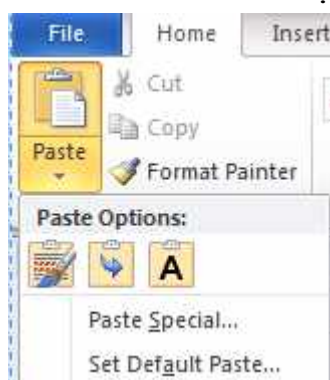 File Home Insert
Cut
Copy
Paste
Format Painter
Paste Options:
A
Paste Special...
Set Default Paste...